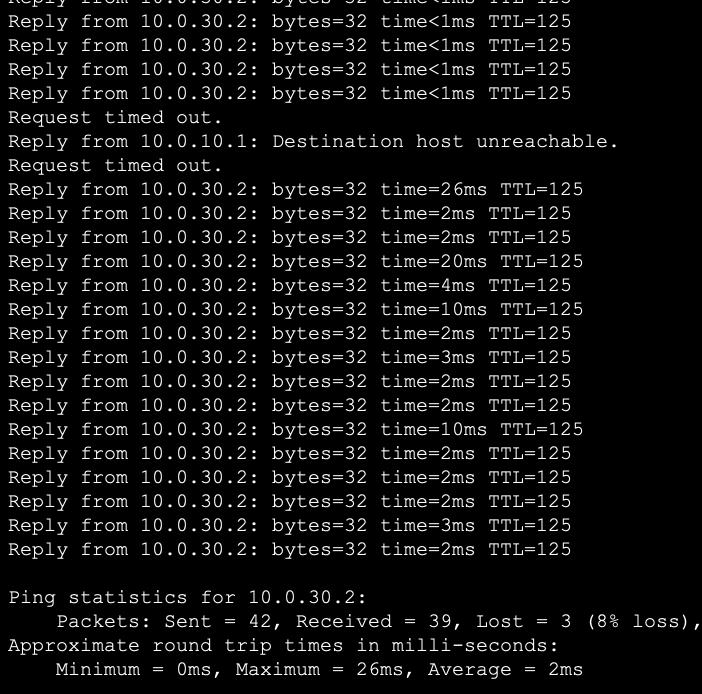 Reply from 10.0.30.2: bytes=32 time<1ms TTL=125
Reply from 10.0.30.2: bytes=32 time<1ms TTL=125
Reply from 10.0.30.2: bytes=32 time<1ms TTL=125
Reply from 10.0.30.2: bytes=32 time<1ms TTL=125
Reply from 10.0.30.2: bytes=32 time<1ms TTL=125
Request timed out.
Reply from 10.0.10.1: Destination host unreachable.
Request timed out.
Reply from 10.0.30.2: bytes=32 time=26ms TTL=125
Reply from 10.0.30.2: bytes=32 time=2ms TTL=125
Reply from 10.0.30.2: bytes=32 time=2ms TTL=125
Reply from 10.0.30.2: bytes=32 time=20ms TTL=125
Reply from 10.0.30.2: bytes=32 time=4ms TTL=125
Reply from 10.0.30.2: bytes=32 time=10ms TTL=125
Reply from 10.0.30.2: bytes=32 time=2ms TTL=125
Reply from 10.0.30.2: bytes=32 time=3ms TTL=125
Reply from 10.0.30.2: bytes=32 time=2ms TTL=125
Reply from 10.0.30.2: bytes=32 time=2ms TTL=125
Reply from 10.0.30.2: bytes=32 time=10ms TTL=125
Reply from 10.0.30.2: bytes=32 time=2ms TTL=125
Reply from 10.0.30.2: bytes=32 time=2ms TTL=125
Reply from 10.0.30.2: bytes=32 time=2ms TTL=125
Reply from 10.0.30.2: bytes=32 time=3ms TTL=125
Reply from 10.0.30.2: bytes=32 time=2ms TTL=125
Ping statistics for 10.0.30.2:
Packets: Sent = 42, Received = 39, Lost = 3 (8% loss),
Approximate round trip times in milli-seconds:
Minimum = 0ms, Maximum = 26ms, Average = 2ms